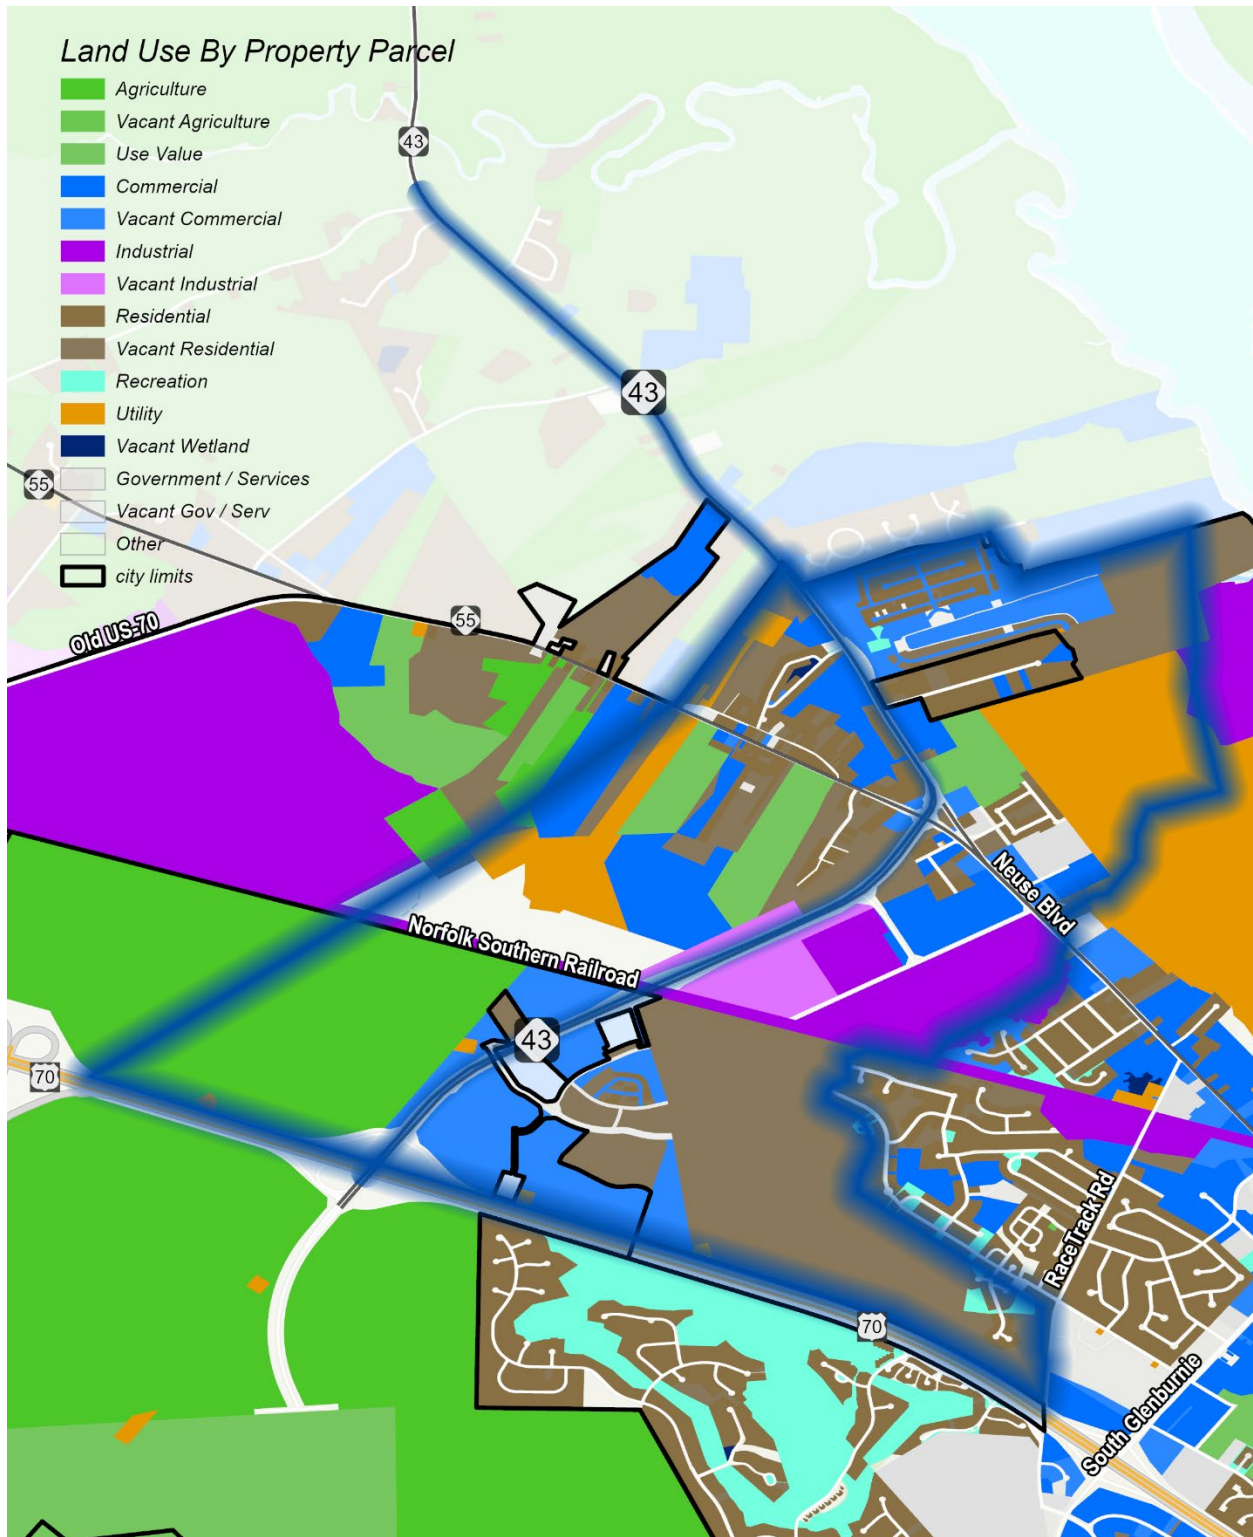 Land Use By Property Parcel
Agriculture
Vacant Agriculture
Use Value
Commercial
Vacant Commercial
Industrial
Vacant Industrial
Residential
Vacant Residential
Recreation
Utility
Vacant Wetland
Government / Services
Vacant Gov / Serv
Other
city limits
43
43
55
55
Old US-70
Neuse Blvd
Norfolk Southern Railroad
43
70
RaceTrack Rd
70
South Glenburnie